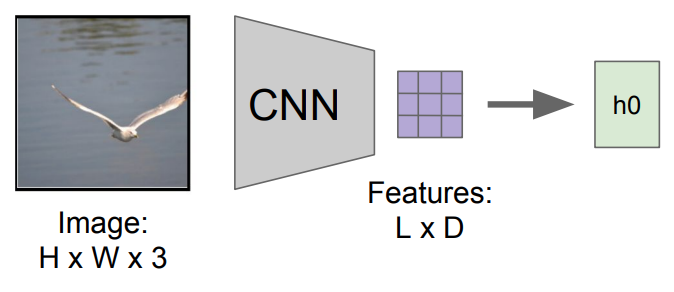 CNN
h0
Features:
L x D
Image:
H x W x 3